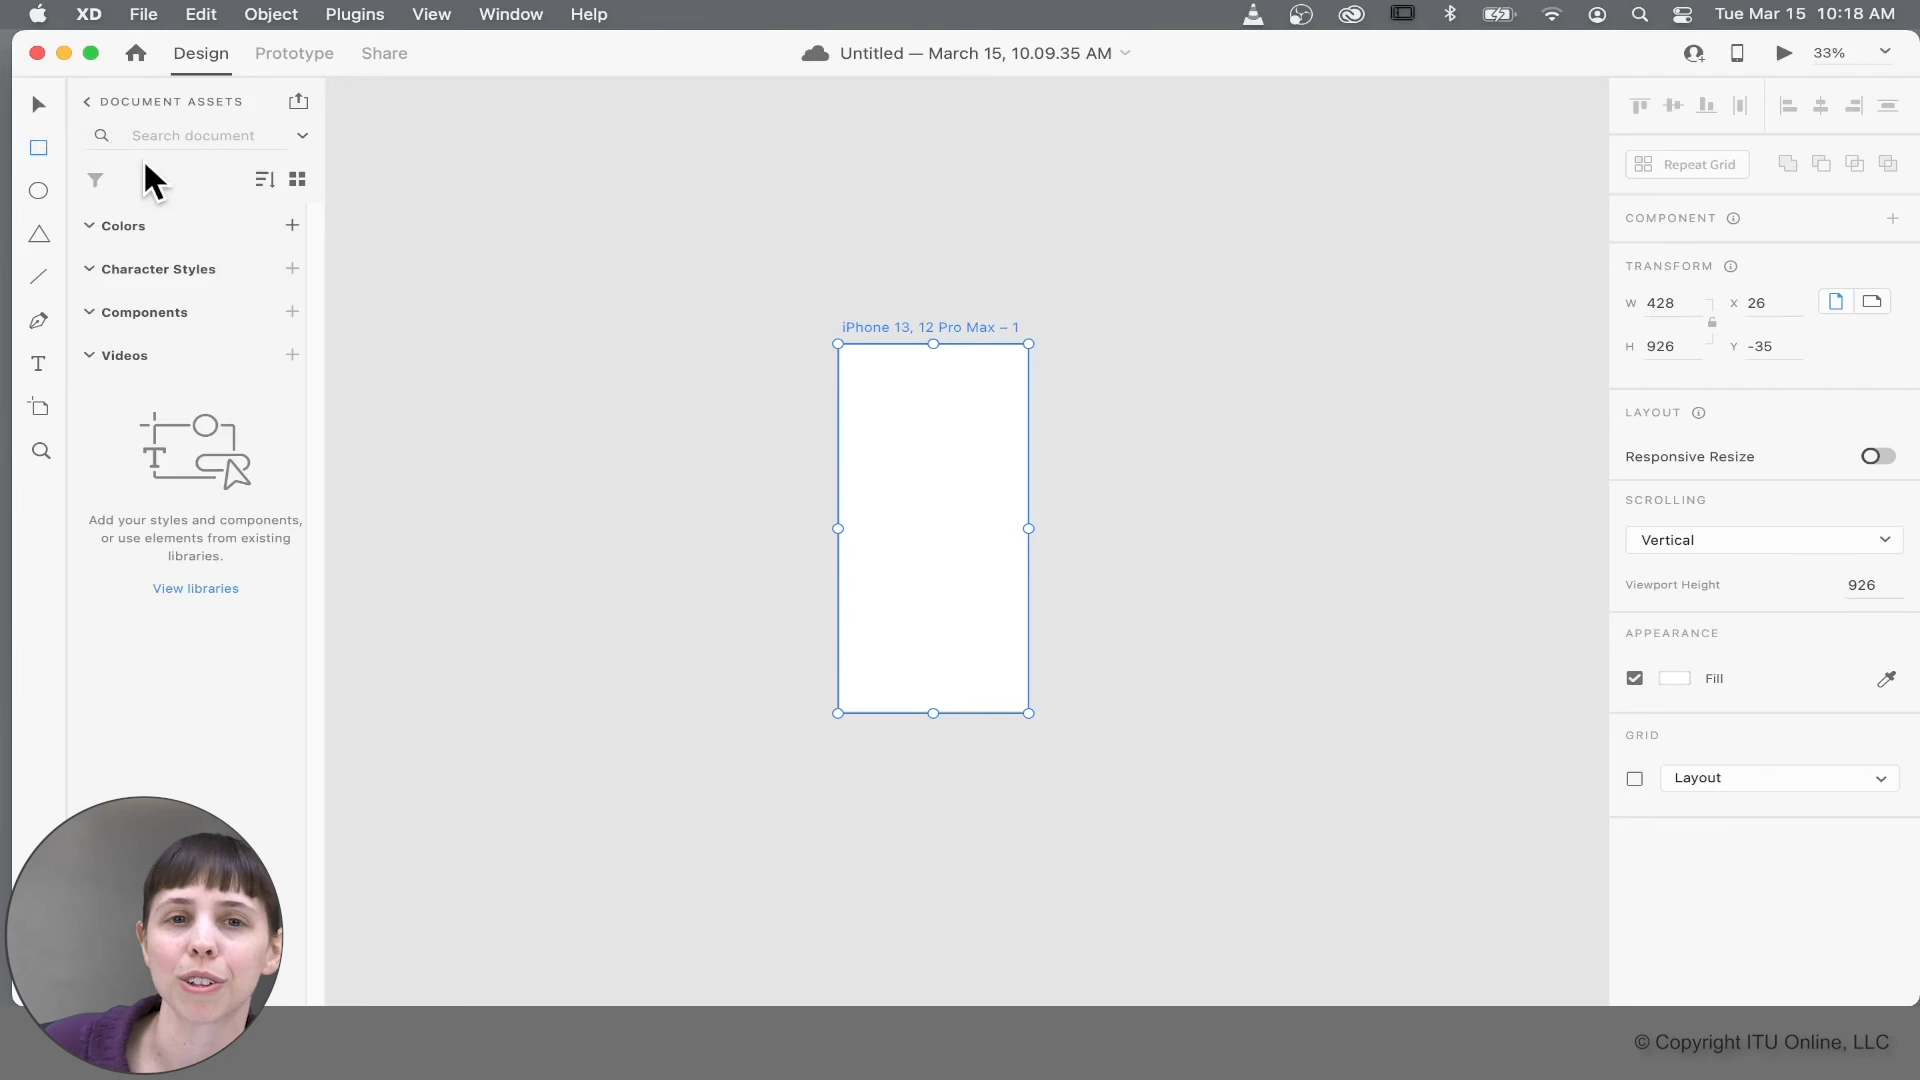 XD File Edit Object Plugins View Window Help
Tue Mar 15 10:18 AM
Design Prototype Share
Untitled — March 15, 10.09.35 AM
33%
DOCUMENT ASSETS
Search document
Colors
Character Styles
Components
Videos
T
Add your styles and components,
or use elements from existing
libraries.
View libraries
iPhone 13, 12 Pro Max – 1
Repeat Grid
COMPONENT
TRANSFORM
W 428 X 26
H 926 Y -35
LAYOUT
Responsive Resize
SCROLLING
Vertical
Viewport Height 926
APPEARANCE
Fill
GRID
Layout
© Copyright ITU Online, LLC